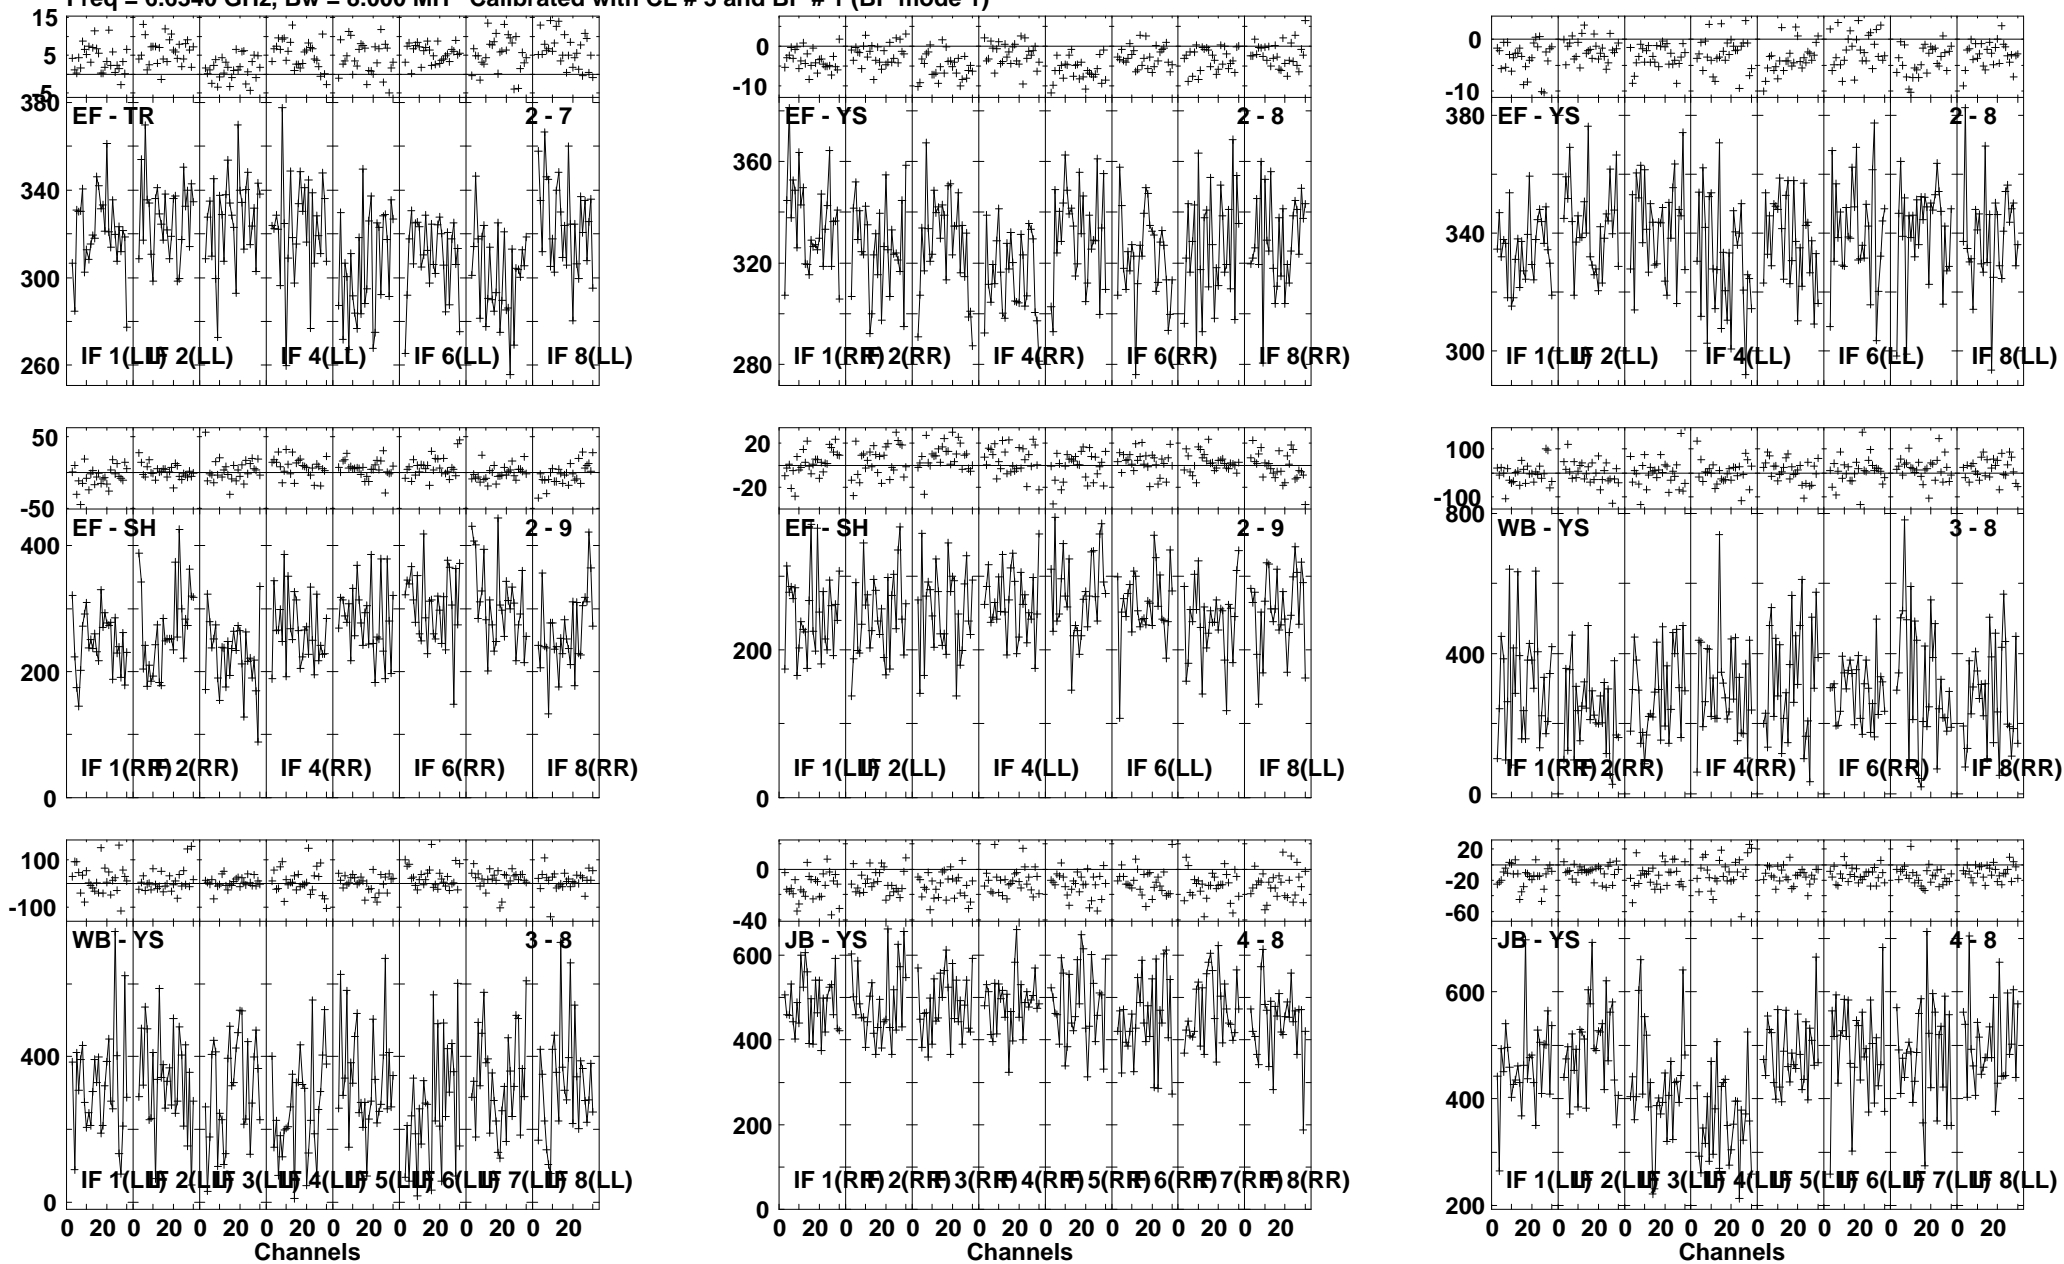 Calibrated with CL # 3 and BP # 1 (BP mode 1)
15
5
-5
0
-10
0
-10
380
340
300
260
EF - TR 2 - 7
IF 1(LL) IF 2(LL) IF 4(LL) IF 6(LL) IF 8(LL)
360
320
280
EF - YS 2 - 8
IF 1(RR) IF 2(RR) IF 4(RR) IF 6(RR) IF 8(RR)
380
340
300
EF - YS 2 - 8
IF 1(LL) IF 2(LL) IF 4(LL) IF 6(LL) IF 8(LL)
50
-50
400
200
0
EF - SH 2 - 9
IF 1(RR) IF 2(RR) IF 4(RR) IF 6(RR) IF 8(RR)
20
-20
200
0
EF - SH 2 - 9
IF 1(LL) IF 2(LL) IF 4(LL) IF 6(LL) IF 8(LL)
100
-100
800
400
0
WB - YS 3 - 8
IF 1(RR) IF 2(RR) IF 4(RR) IF 6(RR) IF 8(RR)
100
-100
400
0
WB - YS 3 - 8
IF 1(LL) IF 2(LL) IF 3(LL) IF 4(LL) IF 5(LL) IF 6(LL) IF 7(LL) IF 8(LL)
0 20 0 20 0 20 0 20 0 20 0 20 0 20 0 20
Channels
0
-40
600
400
200
0
JB - YS 4 - 8
IF 1(RR) IF 2(RR) IF 3(RR) IF 4(RR) IF 5(RR) IF 6(RR) IF 7(RR) IF 8(RR)
0 20 0 20 0 20 0 20 0 20 0 20 0 20 0 20
Channels
20
-20
-60
600
400
200
JB - YS 4 - 8
IF 1(LL) IF 2(LL) IF 3(LL) IF 4(LL) IF 5(LL) IF 6(LL) IF 7(LL) IF 8(LL)
0 20 0 20 0 20 0 20 0 20 0 20 0 20 0 20
Channels